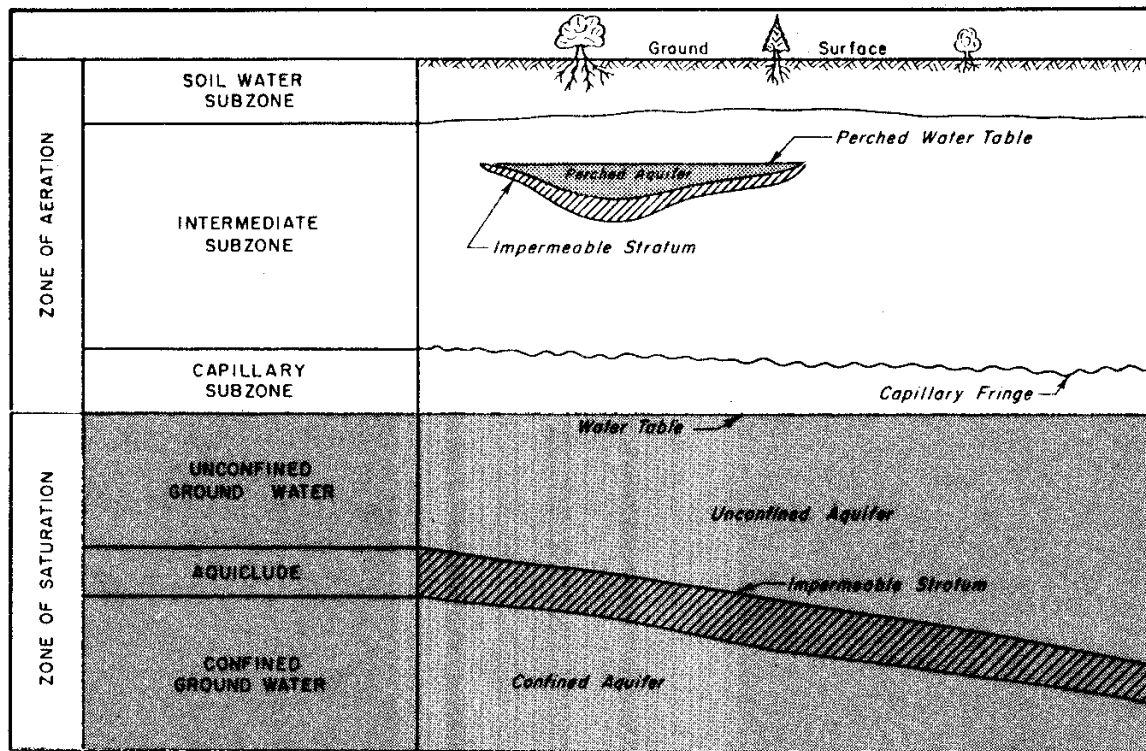 Ground Surface
ZONE OF AERATION
SOIL WATER
SUBZONE
Perched Water Table
Perched Aquifer
INTERMEDIATE
SUBZONE
Impermeable Stratum
CAPILLARY
SUBZONE
Capillary Fringe
Water Table
ZONE OF SATURATION
UNCONFINED
GROUND WATER
Unconfined Aquifer
AQUICLUDE
Impermeable Stratum
CONFINED
GROUND WATER
Confined Aquifer